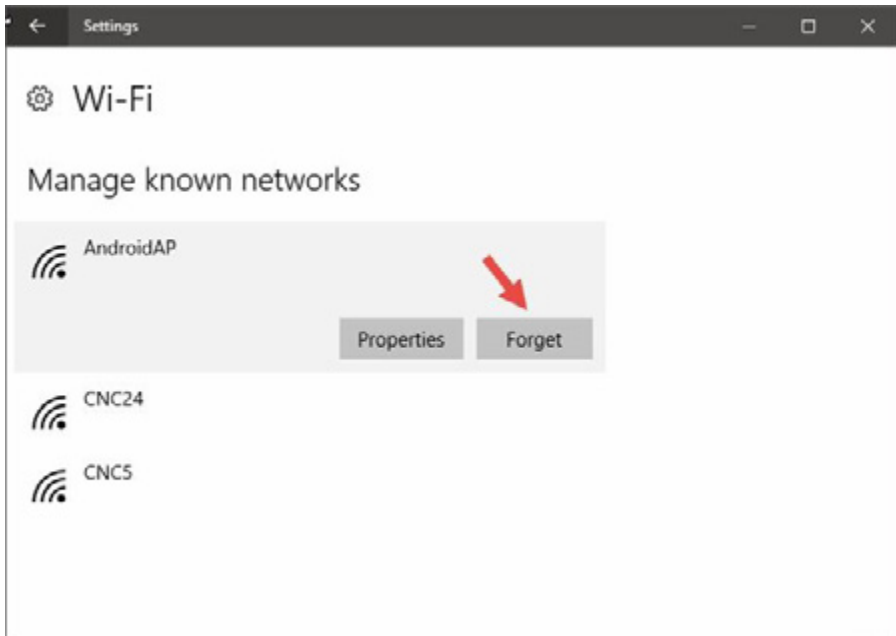 Settings
Wi-Fi
Manage known networks
AndroidAP
Properties Forget
CNC24
CNC5